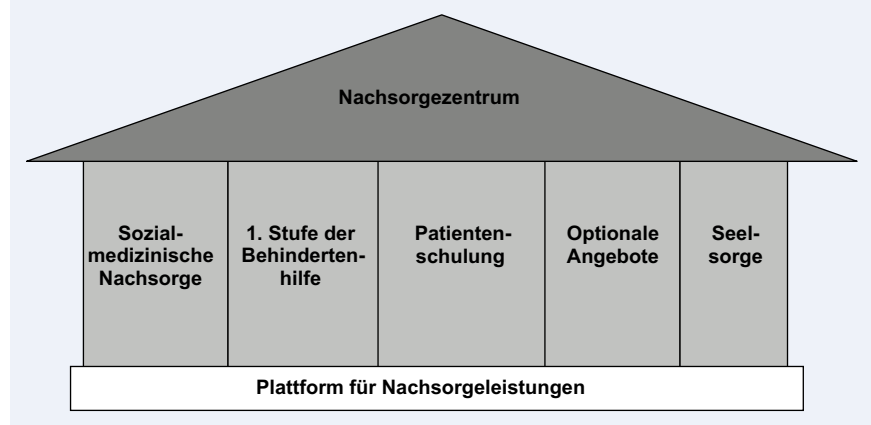 Nachsorgezentrum
Sozial-
medizinische
Nachsorge
1. Stufe der
Behinderten-
hilfe
Patienten-
schulung
Optionale
Angebote
Seel-
sorge
Plattform für Nachsorgeleistungen